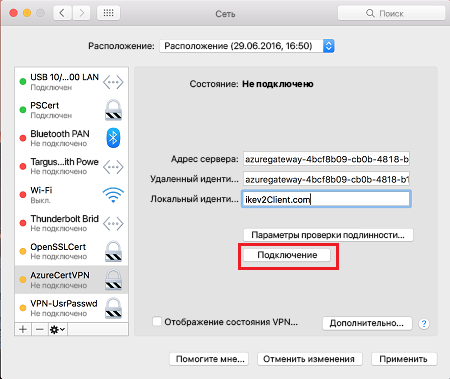 Сеть
Поиск
Расположение: Расположение (29.06.2016, 16:50)
USB 10/...00 LAN
Подключен
PSCert
Не подключено
Bluetooth PAN
Не подключен
Targus...ith Powe
Не подключен
Wi-Fi
Выкл.
Thunderbolt Brid
Не подключен
OpenSSLCert
Не подключено
AzureCertVPN
Не подключено
VPN-UsrPasswd
Не подключено
Состояние: Не подключено
Адрес сервера: azuregateway-4bcf8b09-cb0b-4818-b
Удаленный иденти... azuregateway-4bcf8b09-cb0b-4818-b1
Локальный иденти... ikev2Client.com
Параметры проверки подлинности...
Подключение
Отображение состояния VPN...
Дополнительно...
?
Помогите мне...
Отменить изменения
Применить